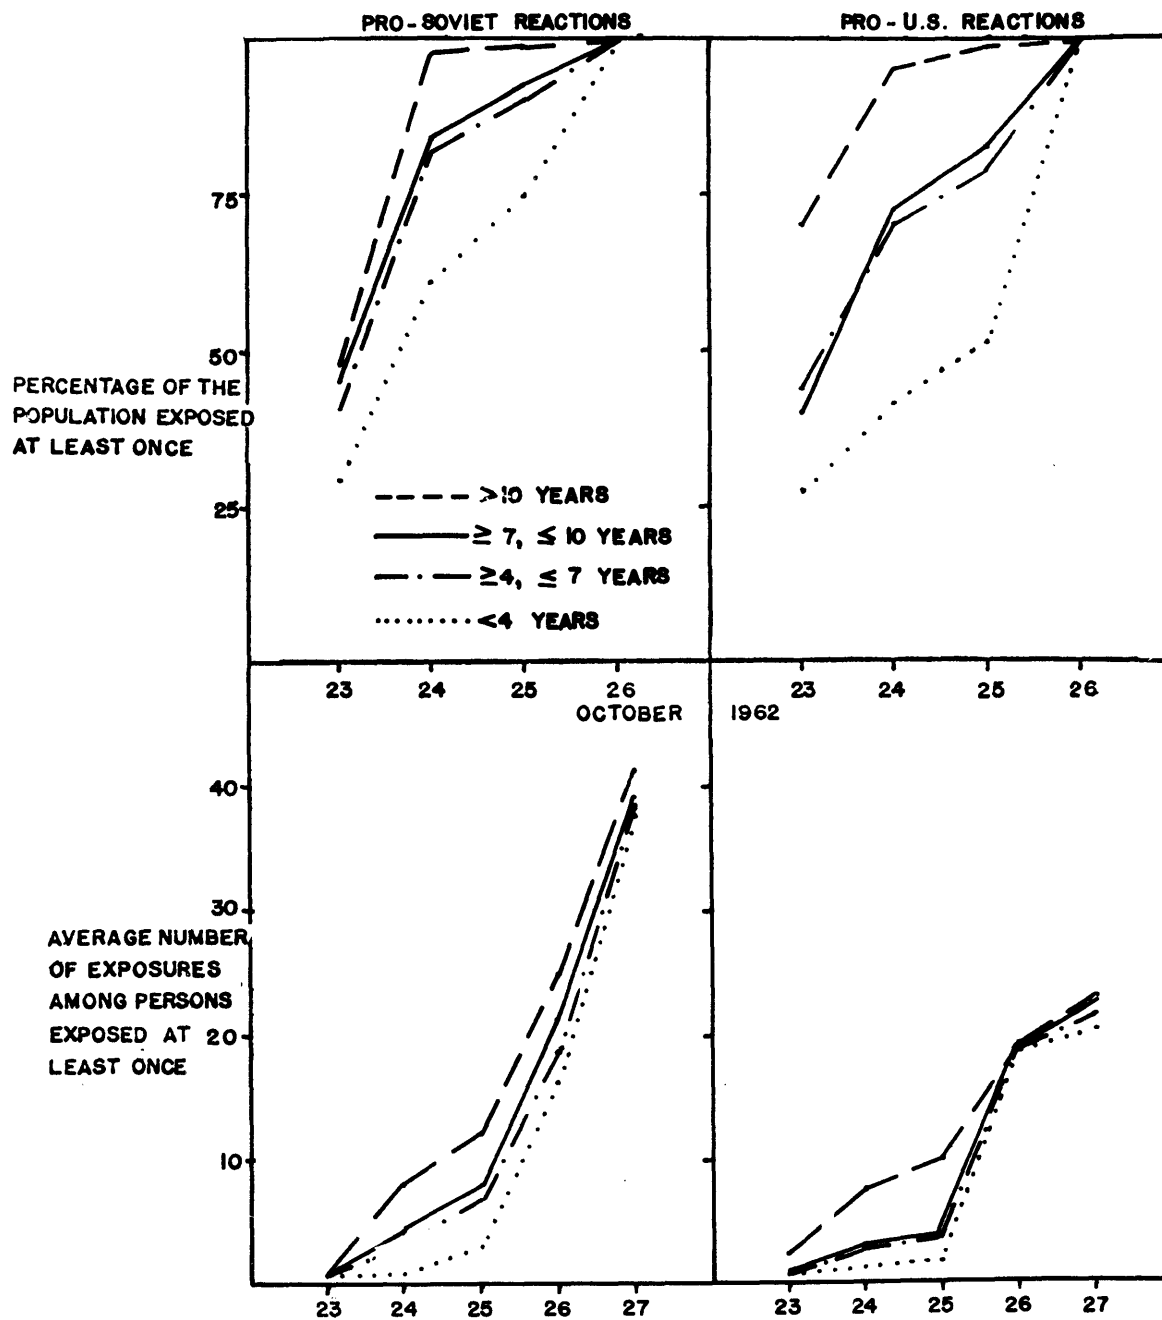 PRO-SOVIET REACTIONS
PRO-U.S. REACTIONS
75
50
PERCENTAGE OF THE
POPULATION EXPOSED
AT LEAST ONCE
25
>10 YEARS
≥ 7, ≤ 10 YEARS
≥4, ≤ 7 YEARS
<4 YEARS
23 24 25 26
23 24 25 26
OCTOBER 1962
40
30
AVERAGE NUMBER
OF EXPOSURES
AMONG PERSONS
EXPOSED AT
LEAST ONCE
20
10
23 24 25 26 27
23 24 25 26 27